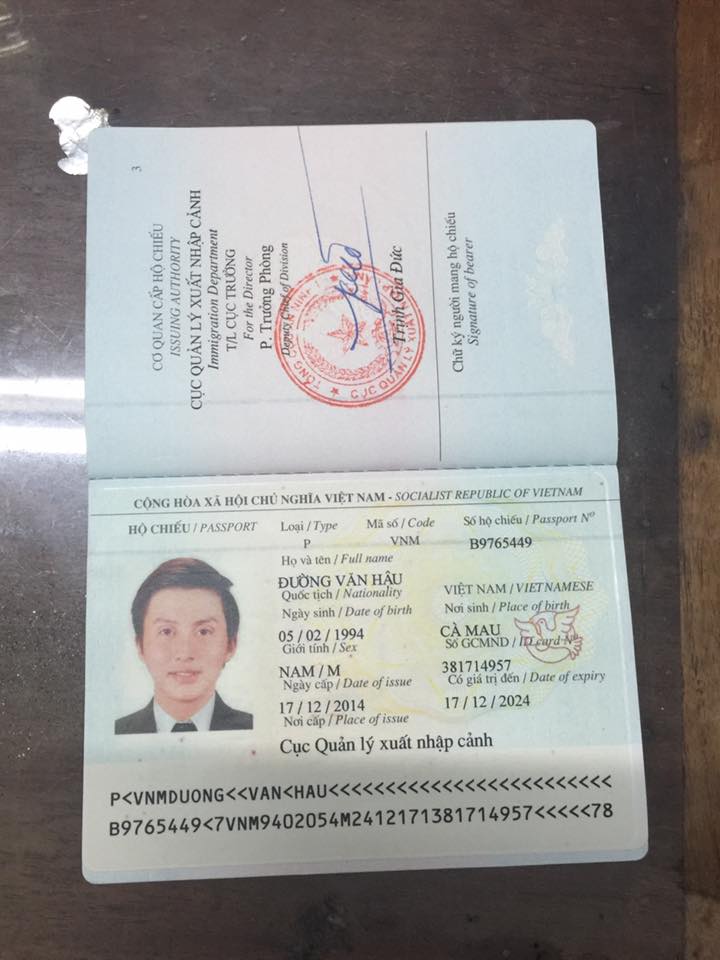 3
CƠ QUAN CẤP HỘ CHIẾU
ISSUING AUTHORITY
CỤC QUẢN LÝ XUẤT NHẬP CẢNH
Immigration Department
T/L CỤC TRƯỞNG
For the Director
P. Trưởng Phòng
Deputy Chief of Division
CỤC QUẢN LÝ XUẤT
Trịnh Gia Đức
Chữ ký người mang hộ chiếu
Signature of bearer
CỘNG HÒA XÃ HỘI CHỦ NGHĨA VIỆT NAM - SOCIALIST REPUBLIC OF VIETNAM
HỘ CHIẾU / PASSPORT Loại / Type Mã số / Code Số hộ chiếu / Passport Nº
P VNM B9765449
Họ và tên / Full name
ĐƯỜNG VĂN HẬU
Quốc tịch / Nationality VIỆT NAM / VIETNAMESE
Ngày sinh / Date of birth Nơi sinh / Place of birth
05 / 02 / 1994 CÀ MAU
Giới tính / Sex Số GCMND / ID card Nº
NAM / M 381714957
Ngày cấp / Date of issue Có giá trị đến / Date of expiry
17 / 12 / 2014 17 / 12 / 2024
Nơi cấp / Place of issue
Cục Quản lý xuất nhập cảnh
P<VNMDUONG<<VAN<HAU<<<<<<<<<<<<<<<<<<<<<<<<<
B9765449<7VNM9402054M2412171381714957<<<<<78